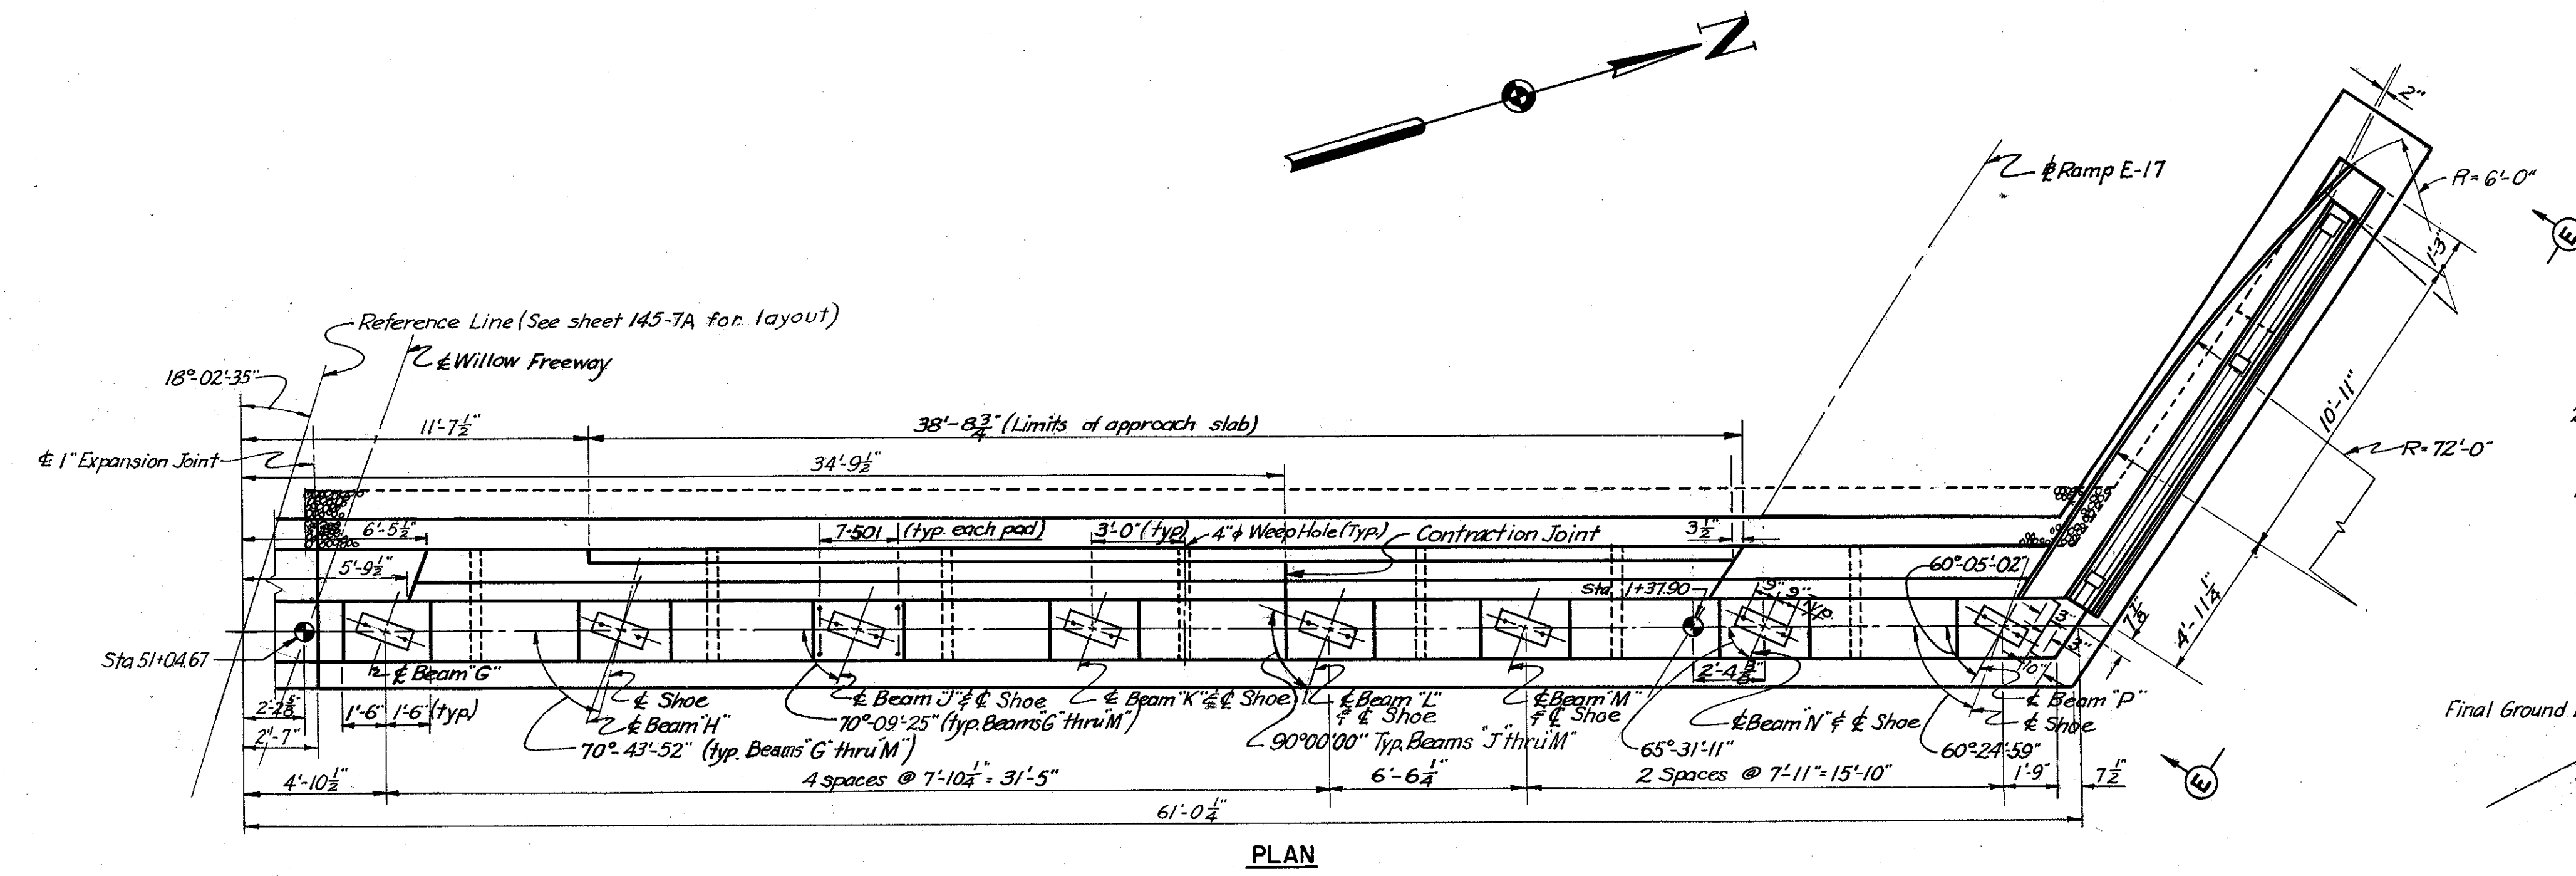 N
2"
℄ Ramp E-17
R= 6'-0"
E
1'-3"
Reference Line (See sheet 145-7A for layout)
℄ Willow Freeway
18°-02'-35"
10'-11"
11'-7½"
38'-8¾" (Limits of approach slab)
R= 72'-0"
℄ 1" Expansion Joint
34'-9½"
6'-5½"
7-501 (typ. each pad)
3'-0" (typ)
4"ϕ Weep Hole (Typ.)
Contraction Joint
3½"
5'-9½"
60°-05'-02"
Sta 1+37.90
9" 9" Typ.
3"
3"
4'-11¼"
Sta 51+04.67
℄ Beam "G"
2'-4⅜"
1'-0"
℄ Shoe
℄ Beam "J" & ℄ Shoe
℄ Beam "K" & ℄ Shoe
℄ Beam "L"
& ℄ Shoe
℄ Beam "M"
& ℄ Shoe
℄ Beam "P"
℄ Shoe
2'-2⅝"
1'-6" 1'-6" (typ)
℄ Beam "H"
70°-09'-25" (typ. Beams "G" thru "M")
℄ Beam "N" & ℄ Shoe
Final Ground
2'-7"
70°-43'-52" (typ. Beams "G" thru "M")
90°00'00" Typ. Beams "J" thru "M"
65°-31'-11"
60°-24'-59"
4'-10½"
4 spaces @ 7'-10¼" = 31'-5"
6'-6¼"
2 Spaces @ 7'-11" = 15'-10"
1'-9"
7½"
E
61'-0¼"
PLAN